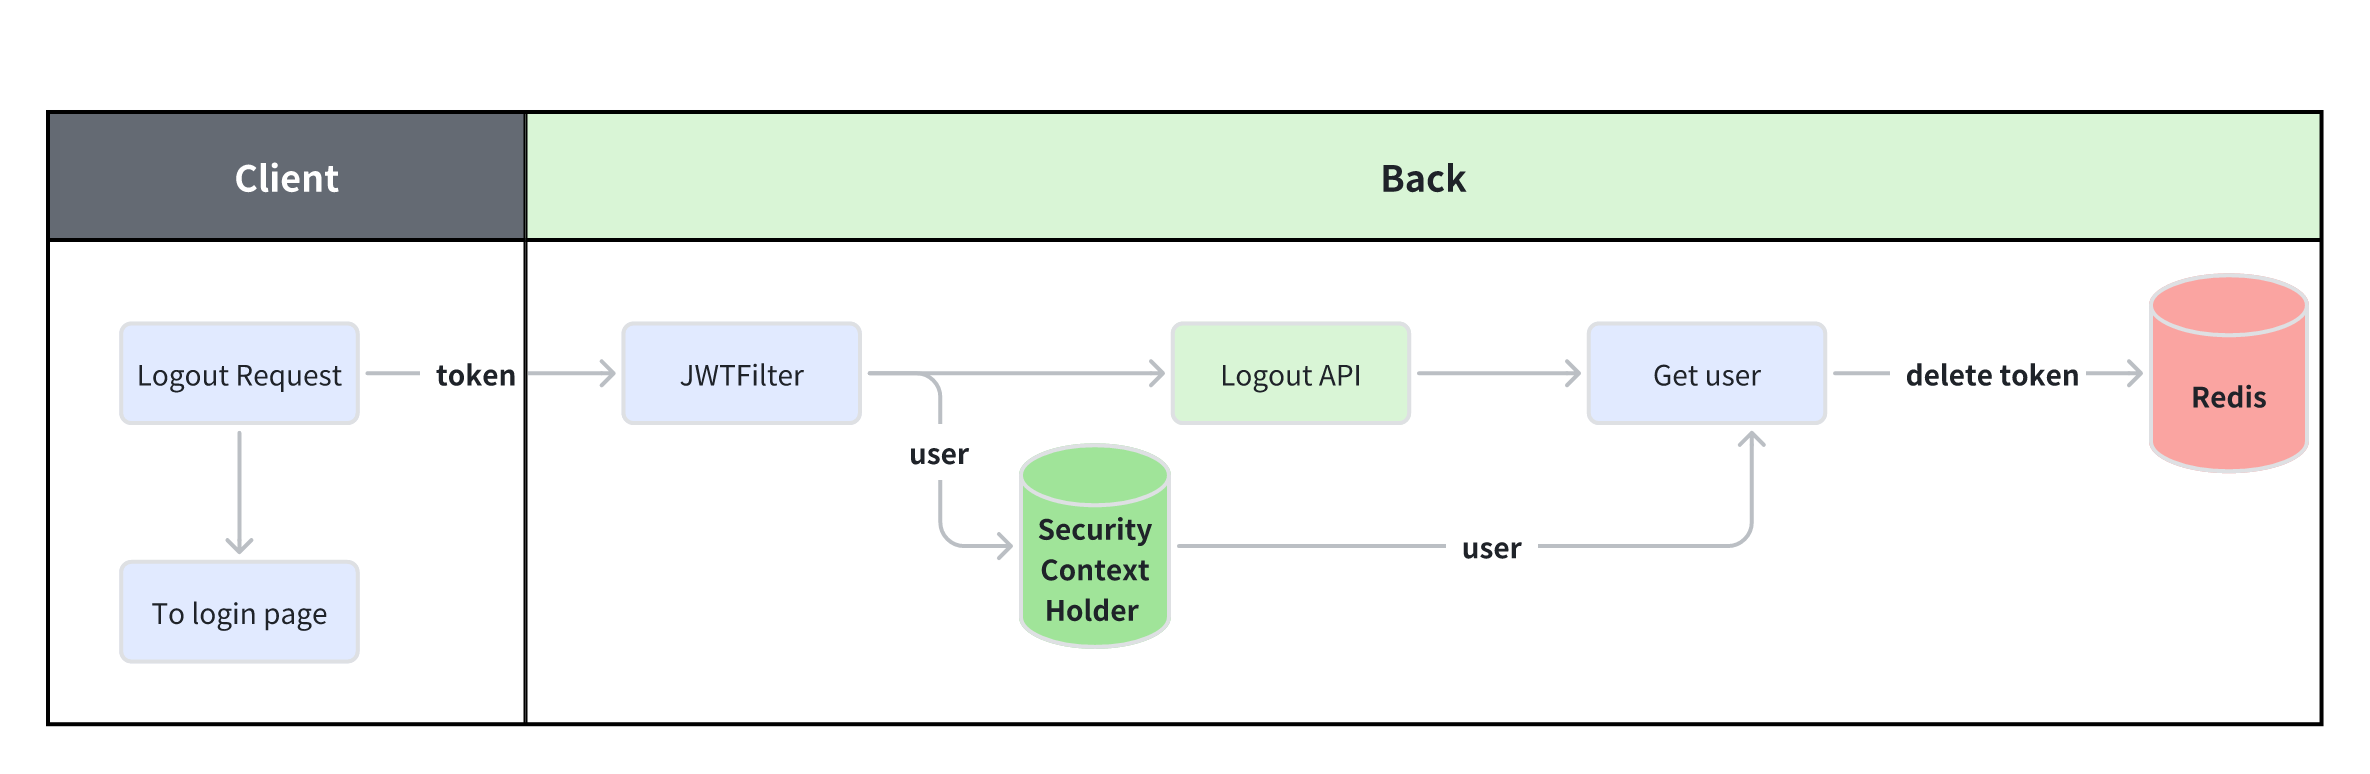 Client
Back
Logout Request
token
JWTFilter
Logout API
Get user
delete token
Redis
user
Security
Context
Holder
user
To login page